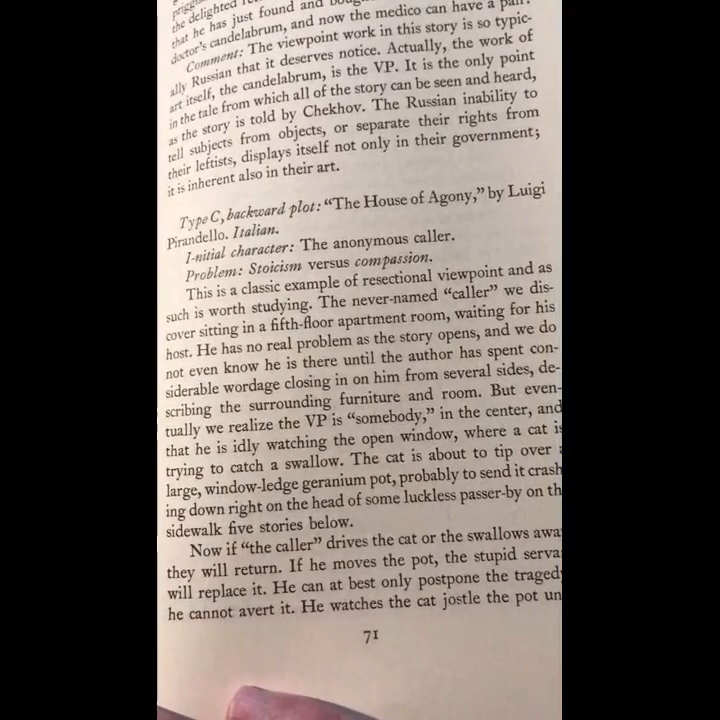 the delighted
that he has just found and
doctor's candelabrum, and now the medico can have a pair.
Comment: The viewpoint work in this story is so typic-
ally Russian that it deserves notice. Actually, the work of
art itself, the candelabrum, is the VP. It is the only point
in the tale from which all of the story can be seen and heard,
as the story is told by Chekhov. The Russian inability to
tell subjects from objects, or separate their rights from
their leftists, displays itself not only in their government;
it is inherent also in their art.
Type C, backward plot: "The House of Agony," by Luigi
Pirandello. Italian.
I-nitial character: The anonymous caller.
Problem: Stoicism versus compassion.
This is a classic example of resectional viewpoint and as
such is worth studying. The never-named "caller" we dis-
cover sitting in a fifth-floor apartment room, waiting for his
host. He has no real problem as the story opens, and we do
not even know he is there until the author has spent con-
siderable wordage closing in on him from several sides, de-
scribing the surrounding furniture and room. But even-
tually we realize the VP is "somebody," in the center, and
that he is idly watching the open window, where a cat is
trying to catch a swallow. The cat is about to tip over
large, window-ledge geranium pot, probably to send it crash
ing down right on the head of some luckless passer-by on th
sidewalk five stories below.
Now if "the caller" drives the cat or the swallows awa
they will return. If he moves the pot, the stupid serva
will replace it. He can at best only postpone the tragedy
he cannot avert it. He watches the cat jostle the pot un
71